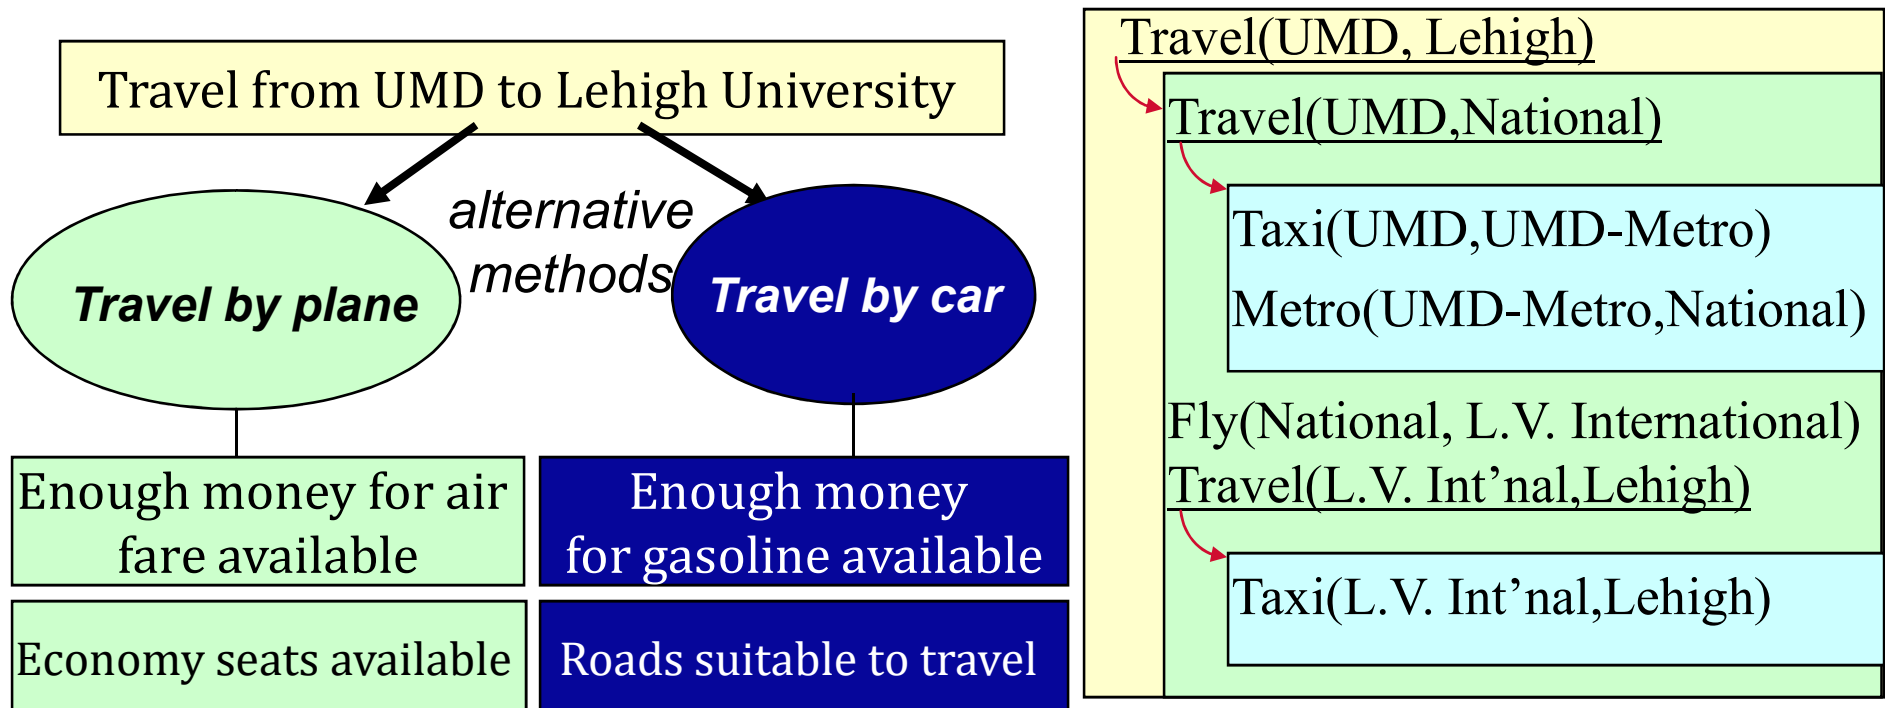 Travel from UMD to Lehigh University
alternative
methods
Travel by plane
Travel by car
Enough money for air
fare available
Economy seats available
Enough money
for gasoline available
Roads suitable to travel
Travel(UMD, Lehigh)
Travel(UMD,National)
Taxi(UMD,UMD-Metro)
Metro(UMD-Metro,National)
Fly(National, L.V. International)
Travel(L.V. Int’nal,Lehigh)
Taxi(L.V. Int’nal,Lehigh)